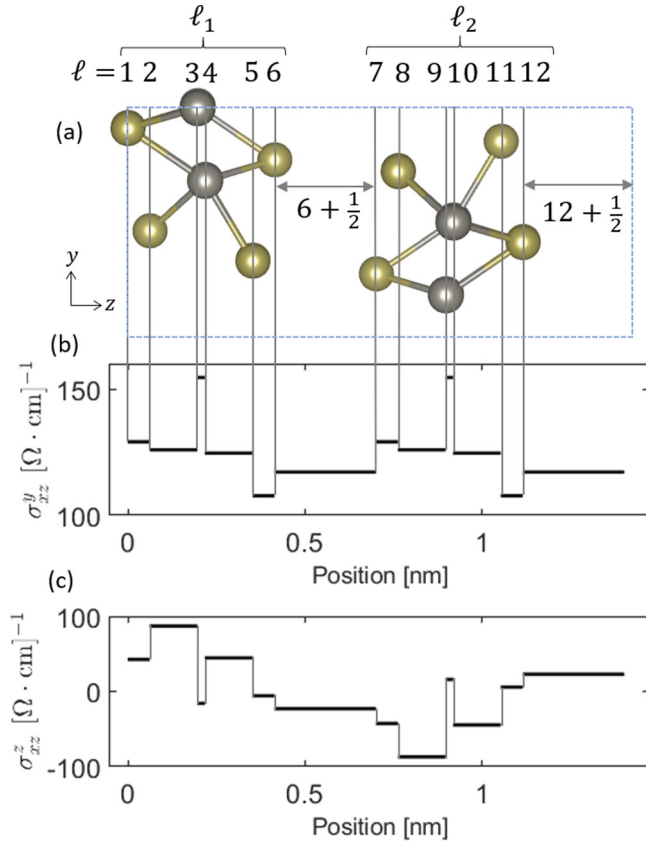 ℓ₁ ℓ₂
ℓ = 1 2 3 4 5 6 7 8 9 10 11 12
(a)
6 + ½ 12 + ½
y
z
(b)
150
100
σ^y_xz [Ω · cm]⁻¹
0 0.5 1
Position [nm]
(c)
100
0
-100
σ^z_xz [Ω · cm]⁻¹
0 0.5 1
Position [nm]